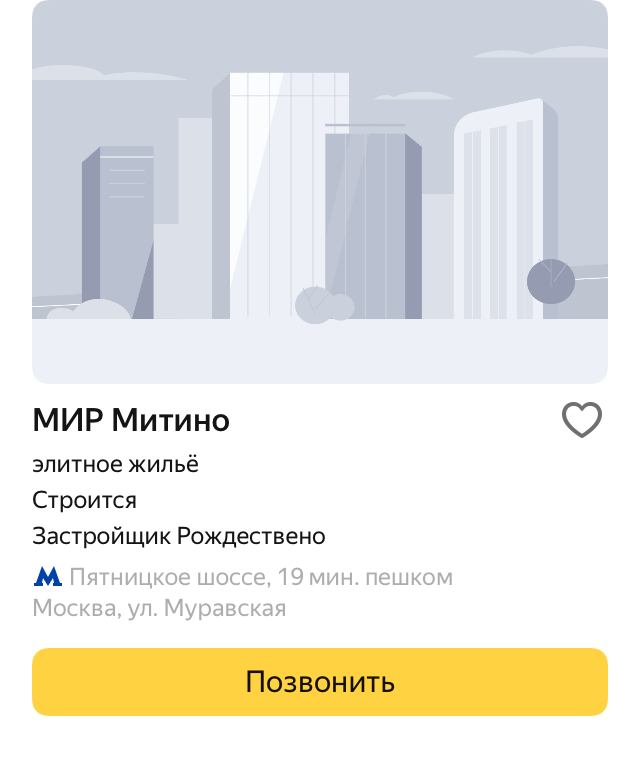 МИР Митино
элитное жильё
Строится
Застройщик Рождествено
Пятницкое шоссе, 19 мин. пешком
Москва, ул. Муравская
Позвонить